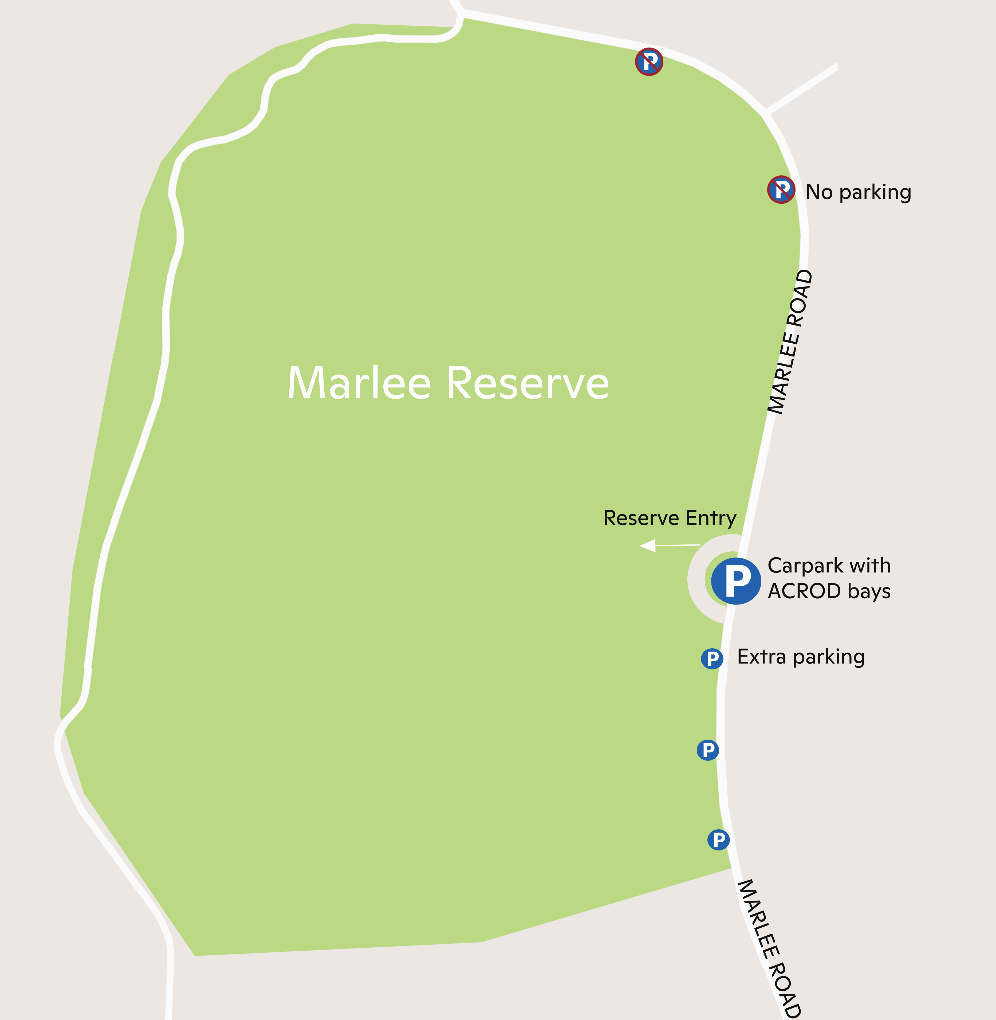 P
P
No parking
MARLEE ROAD
Marlee Reserve
Reserve Entry
P
Carpark with
ACROD bays
P
Extra parking
P
P
MARLEE ROAD